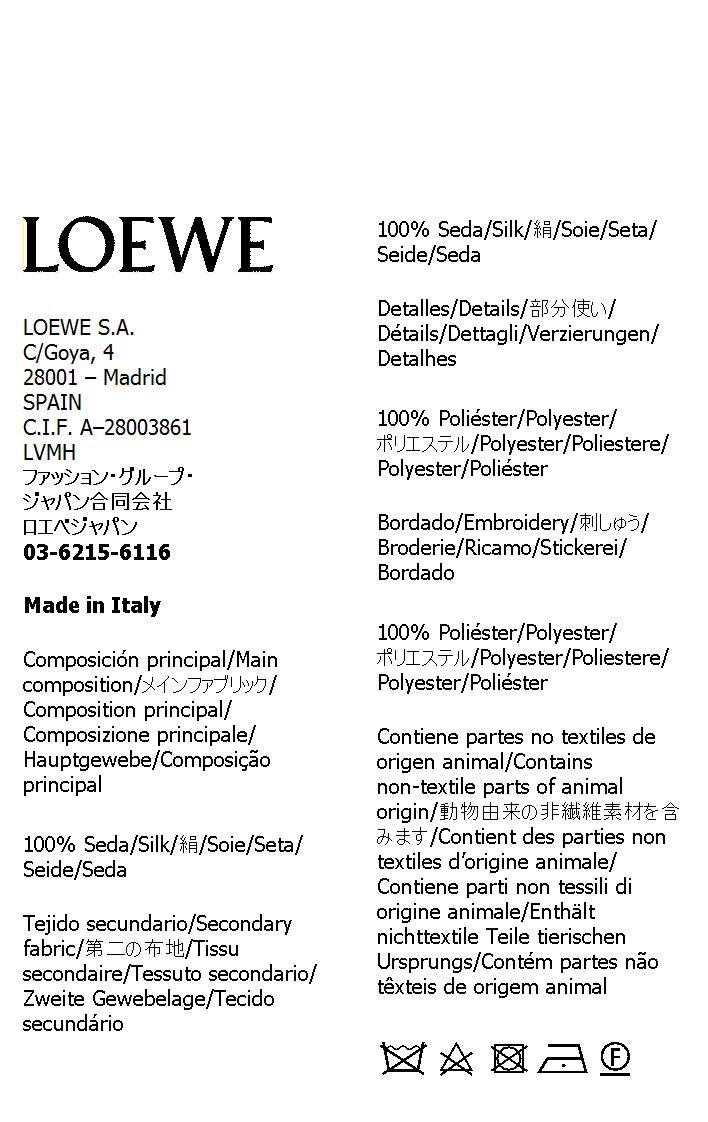 LOEWE
LOEWE S.A.
C/Goya, 4
28001 – Madrid
SPAIN
C.I.F. A–28003861
LVMH
ファッション・グループ・
ジャパン合同会社
ロエベジャパン
03-6215-6116
Made in Italy
Composición principal/Main
composition/メインファブリック/
Composition principal/
Composizione principale/
Hauptgewebe/Composição
principal
100% Seda/Silk/絹/Soie/Seta/
Seide/Seda
Tejido secundario/Secondary
fabric/第二の布地/Tissu
secondaire/Tessuto secondario/
Zweite Gewebelage/Tecido
secundário
100% Seda/Silk/絹/Soie/Seta/
Seide/Seda
Detalles/Details/部分使い/
Détails/Dettagli/Verzierungen/
Detalhes
100% Poliéster/Polyester/
ポリエステル/Polyester/Poliestere/
Polyester/Poliéster
Bordado/Embroidery/刺しゅう/
Broderie/Ricamo/Stickerei/
Bordado
100% Poliéster/Polyester/
ポリエステル/Polyester/Poliestere/
Polyester/Poliéster
Contiene partes no textiles de
origen animal/Contains
non-textile parts of animal
origin/動物由来の非繊維素材を含
みます/Contient des parties non
textiles d’origine animale/
Contiene parti non tessili di
origine animale/Enthält
nichttextile Teile tierischen
Ursprungs/Contém partes não
têxteis de origem animal
F